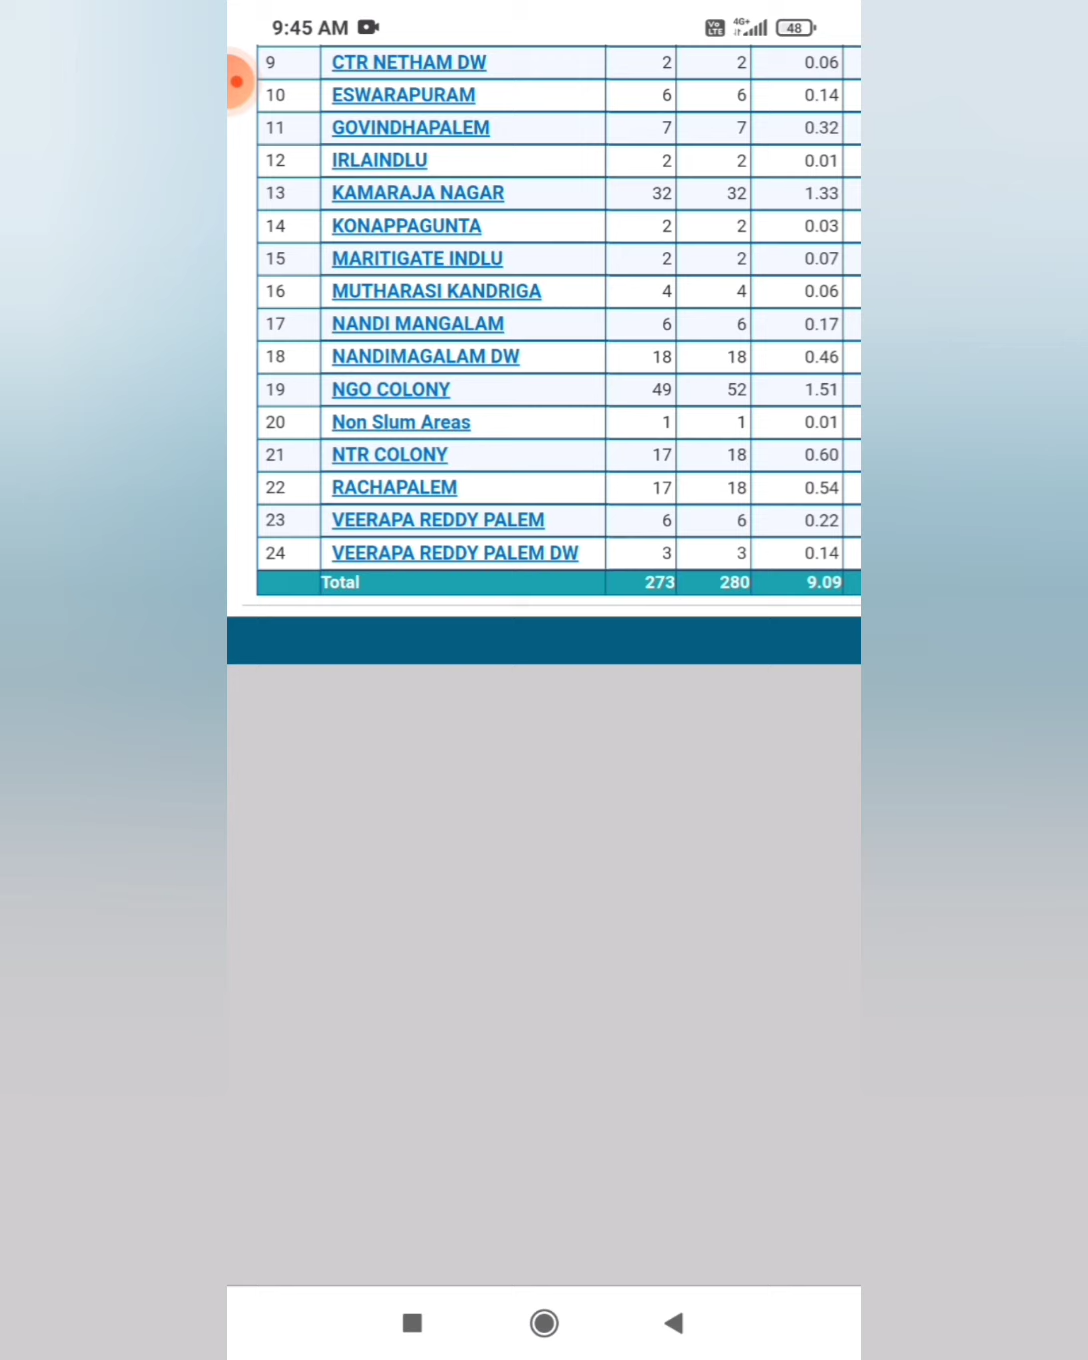 9:45 AM Vo LTE 4G+ 48
9 CTR NETHAM DW 2 2 0.06
10 ESWARAPURAM 6 6 0.14
11 GOVINDHAPALEM 7 7 0.32
12 IRLAINDLU 2 2 0.01
13 KAMARAJA NAGAR 32 32 1.33
14 KONAPPAGUNTA 2 2 0.03
15 MARITIGATE INDLU 2 2 0.07
16 MUTHARASI KANDRIGA 4 4 0.06
17 NANDI MANGALAM 6 6 0.17
18 NANDIMAGALAM DW 18 18 0.46
19 NGO COLONY 49 52 1.51
20 Non Slum Areas 1 1 0.01
21 NTR COLONY 17 18 0.60
22 RACHAPALEM 17 18 0.54
23 VEERAPA REDDY PALEM 6 6 0.22
24 VEERAPA REDDY PALEM DW 3 3 0.14
Total 273 280 9.09